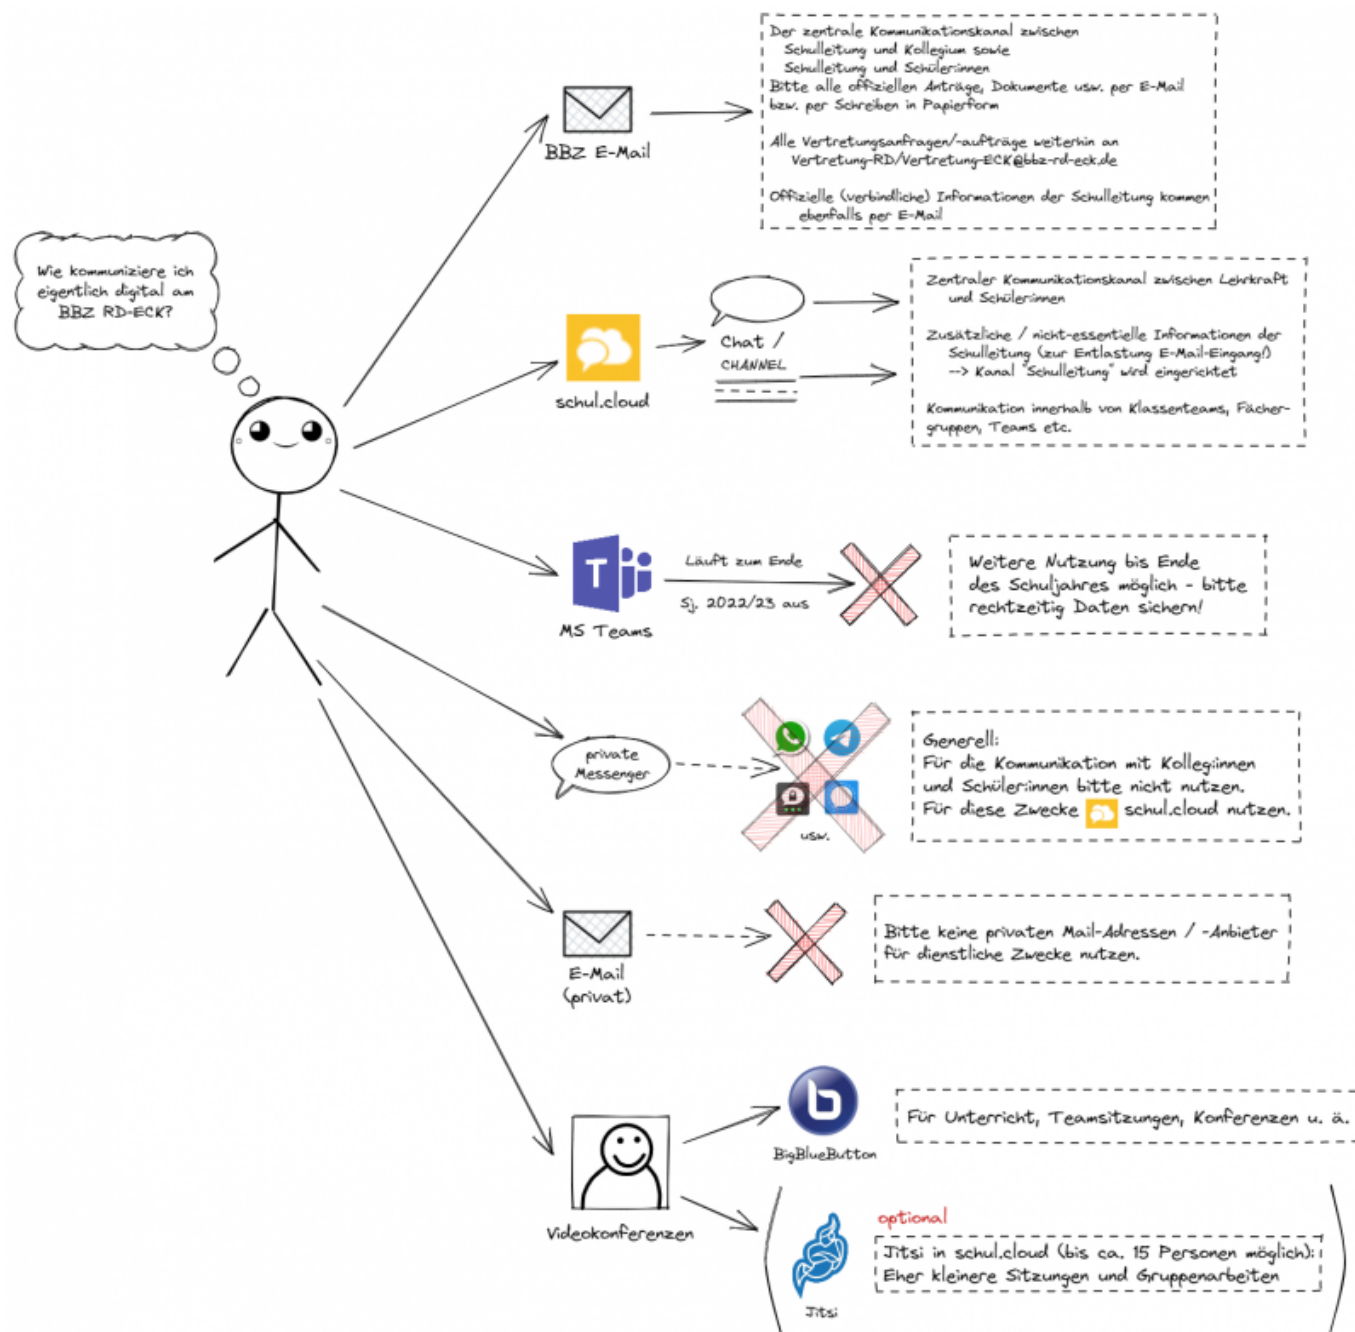 Wie kommuniziere ich
eigentlich digital am
BBZ RD-ECK?
BBZ E-Mail
Der zentrale Kommunikationskanal zwischen
Schulleitung und Kollegium sowie
Schulleitung und Schüler:innen
Bitte alle offiziellen Anträge, Dokumente usw. per E-Mail
bzw. per Schreiben in Papierform
Alle Vertretungsanfragen/-aufträge weiterhin an
Vertretung-RD/Vertretung-ECK@bbz-rd-eck.de
Offizielle (verbindliche) Informationen der Schulleitung kommen
ebenfalls per E-Mail
schul.cloud
Chat /
CHANNEL
Zentraler Kommunikationskanal zwischen Lehrkraft
und Schüler:innen
Zusätzliche / nicht-essentielle Informationen der
Schulleitung (zur Entlastung E-Mail-Eingang!)
--> Kanal "Schulleitung" wird eingerichtet
Kommunikation innerhalb von Klassenteams, Fächer-
gruppen, Teams etc.
T
MS Teams
Läuft zum Ende
Sj. 2022/23 aus
Weitere Nutzung bis Ende
des Schuljahres möglich - bitte
rechtzeitig Daten sichern!
private
Messenger
usw.
Generell:
Für die Kommunikation mit Kolleg:innen
und Schüler:innen bitte nicht nutzen.
Für diese Zwecke schul.cloud nutzen.
E-Mail
(privat)
Bitte keine privaten Mail-Adressen / -Anbieter
für dienstliche Zwecke nutzen.
Videokonferenzen
b
BigBlueButton
Für Unterricht, Teamsitzungen, Konferenzen u. ä.
optional
Jitsi in schul.cloud (bis ca. 15 Personen möglich):
Eher kleinere Sitzungen und Gruppenarbeiten
Jitsi